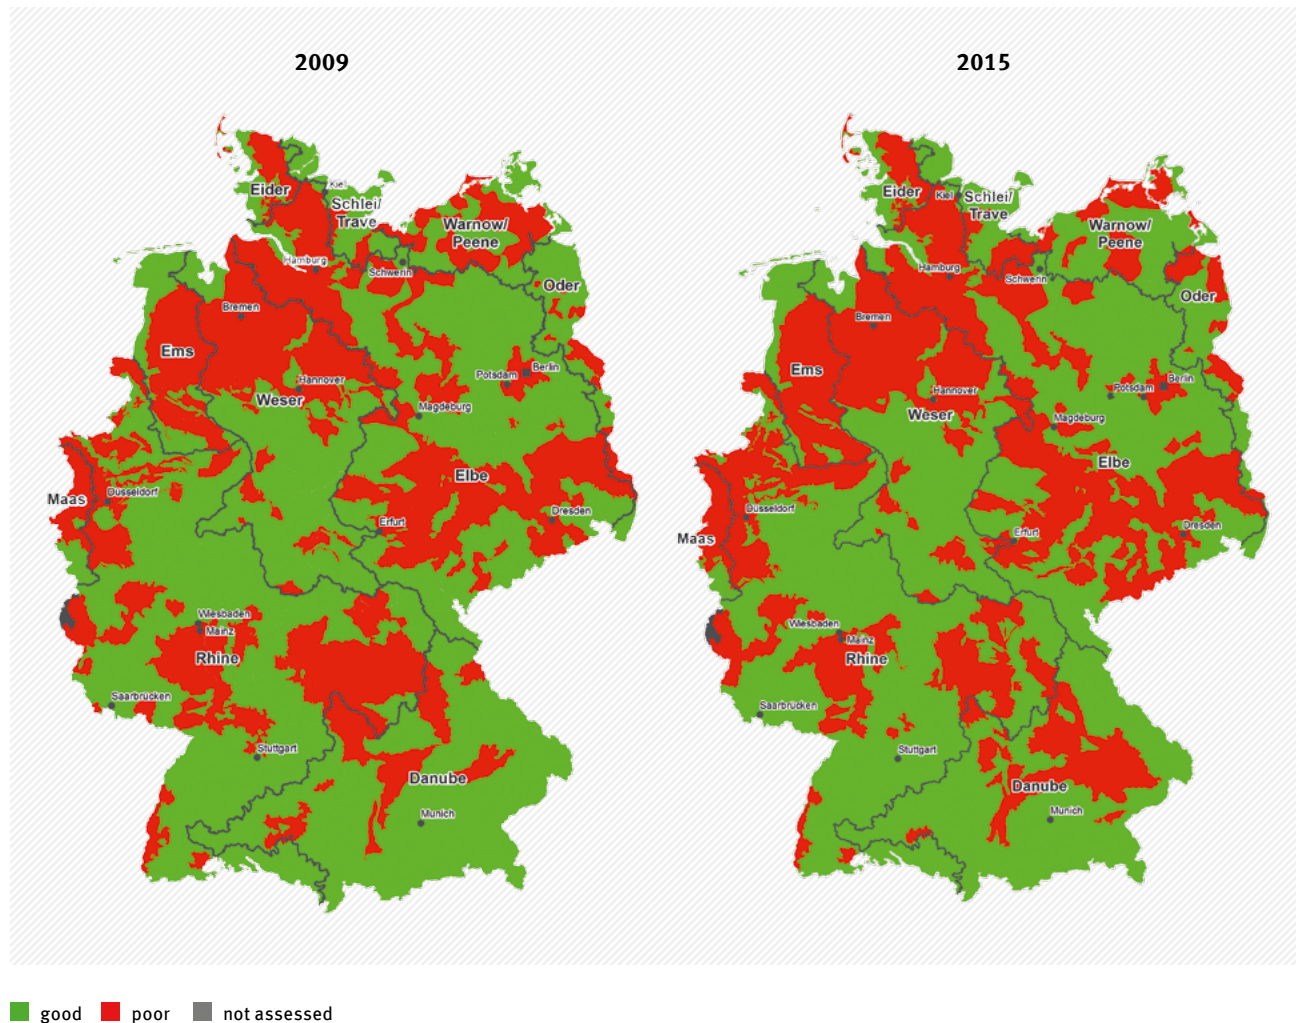 2009
2015
Eider
Kiel
Schlei/
Trave
Warnow/
Peene
Hamburg
Schwerin
Oder
Bremen
Ems
Hannover
Weser
Potsdam
Berlin
Magdeburg
Elbe
Maas
Düsseldorf
Erfurt
Dresden
Wiesbaden
Mainz
Rhine
Saarbrücken
Stuttgart
Danube
Munich
Eider
Kiel
Schlei/
Trave
Warnow/
Peene
Hamburg
Schwerin
Oder
Bremen
Ems
Hannover
Weser
Potsdam
Berlin
Magdeburg
Elbe
Düsseldorf
Maas
Erfurt
Dresden
Wiesbaden
Mainz
Rhine
Saarbrücken
Stuttgart
Danube
Munich
good poor not assessed